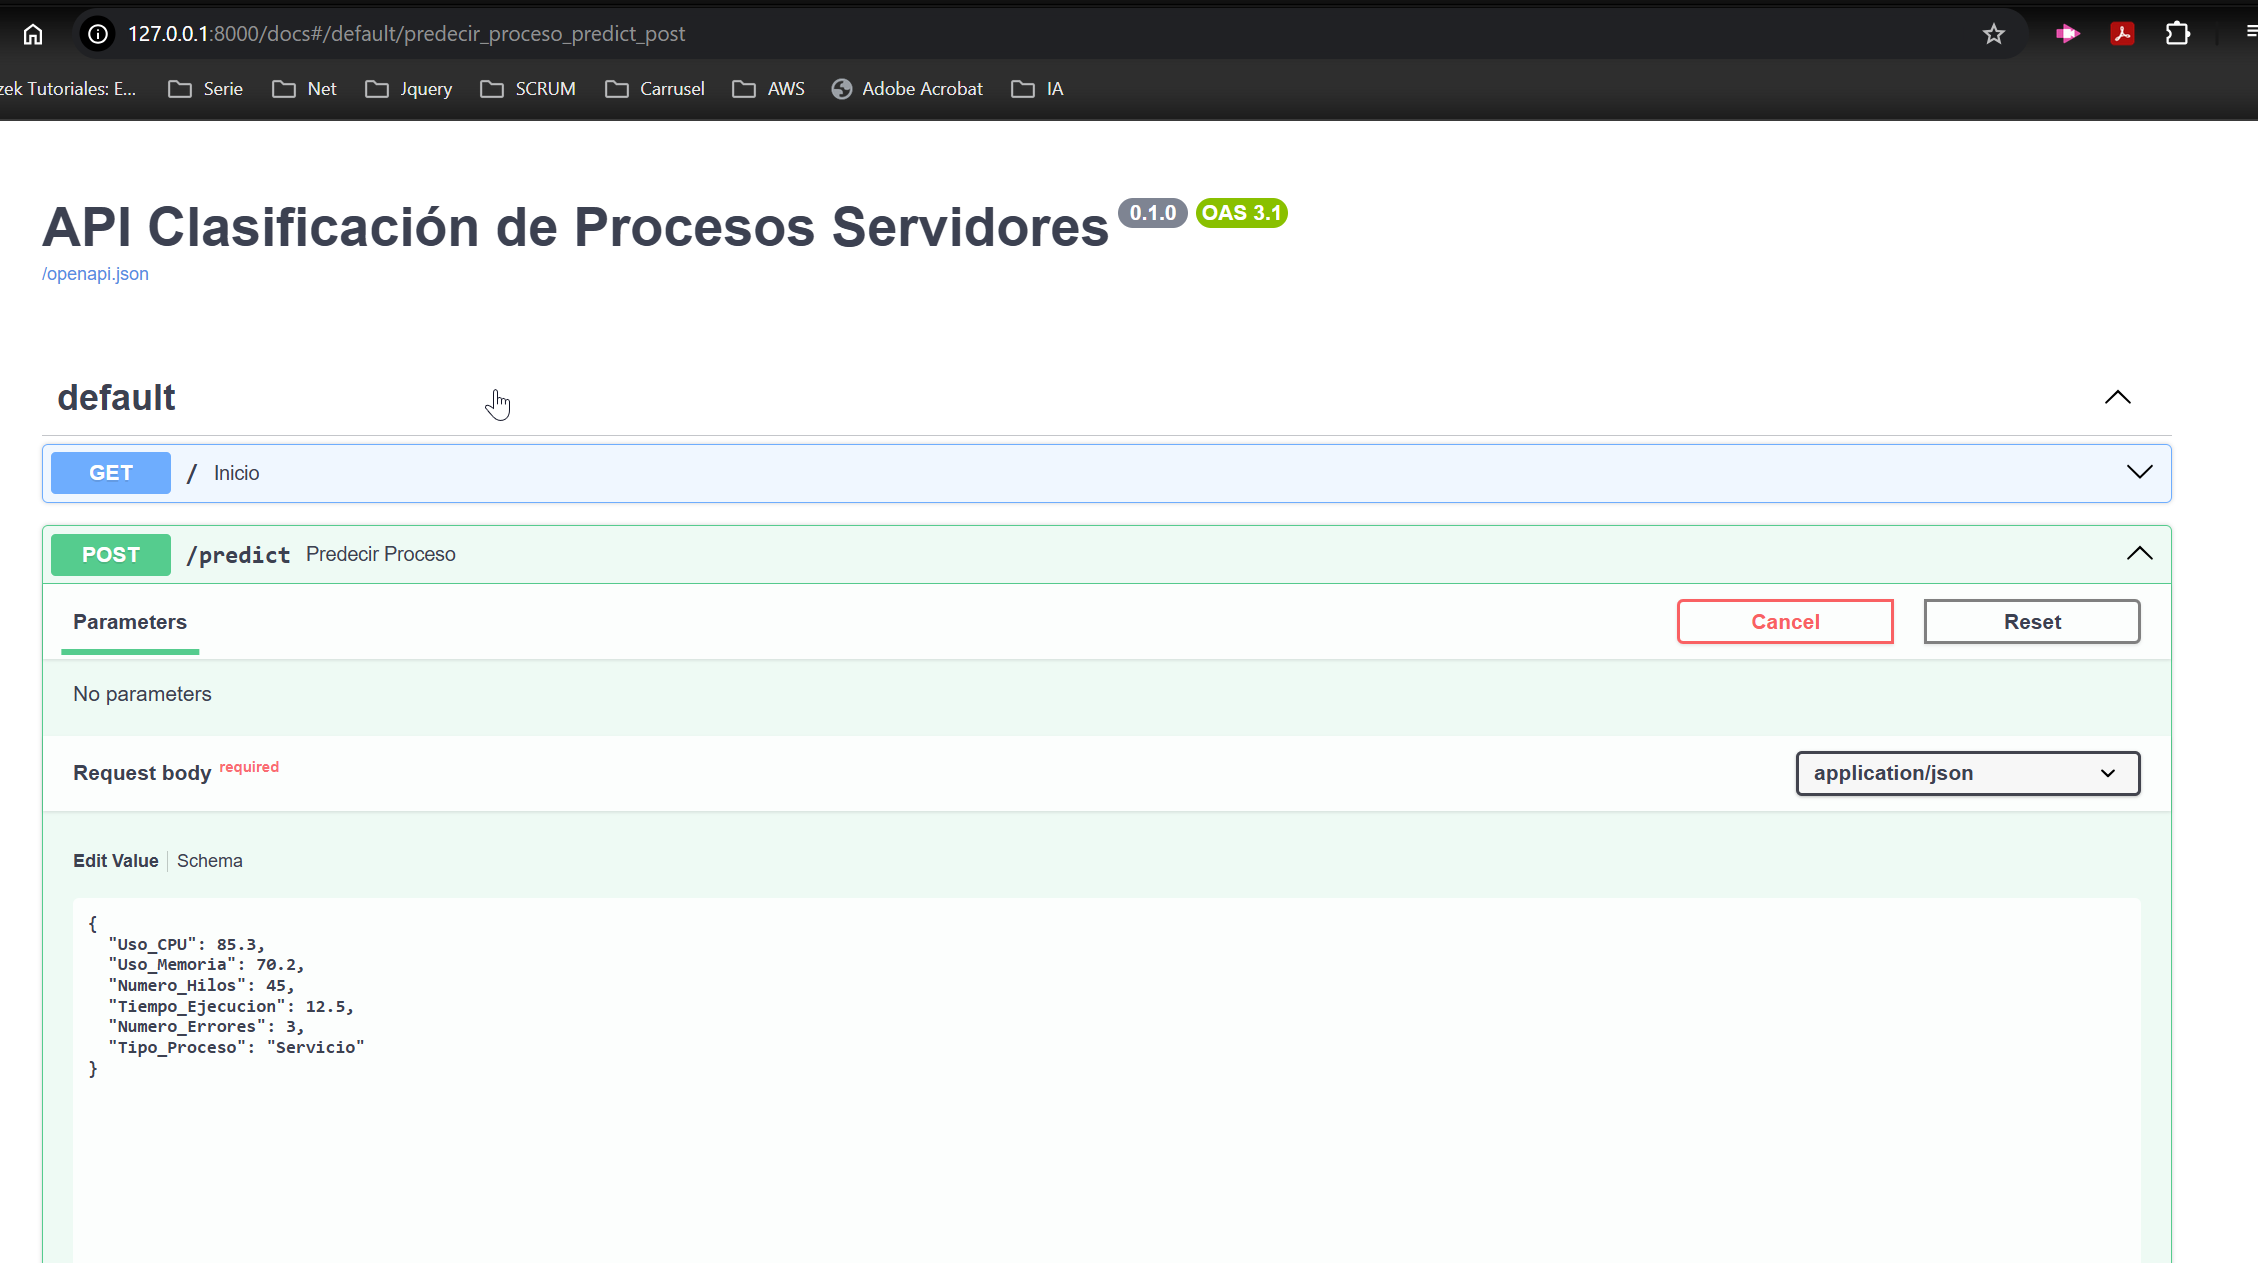 127.0.0.1:8000/docs#/default/predecir_proceso_predict_post
zek Tutoriales: E... Serie Net Jquery SCRUM Carrusel AWS Adobe Acrobat IA
API Clasificación de Procesos Servidores 0.1.0 OAS 3.1
/openapi.json
default
GET / Inicio
POST /predict Predecir Proceso
Parameters Cancel Reset
No parameters
Request body required application/json
Edit Value Schema
{
"Uso_CPU": 85.3,
"Uso_Memoria": 70.2,
"Numero_Hilos": 45,
"Tiempo_Ejecucion": 12.5,
"Numero_Errores": 3,
"Tipo_Proceso": "Servicio"
}